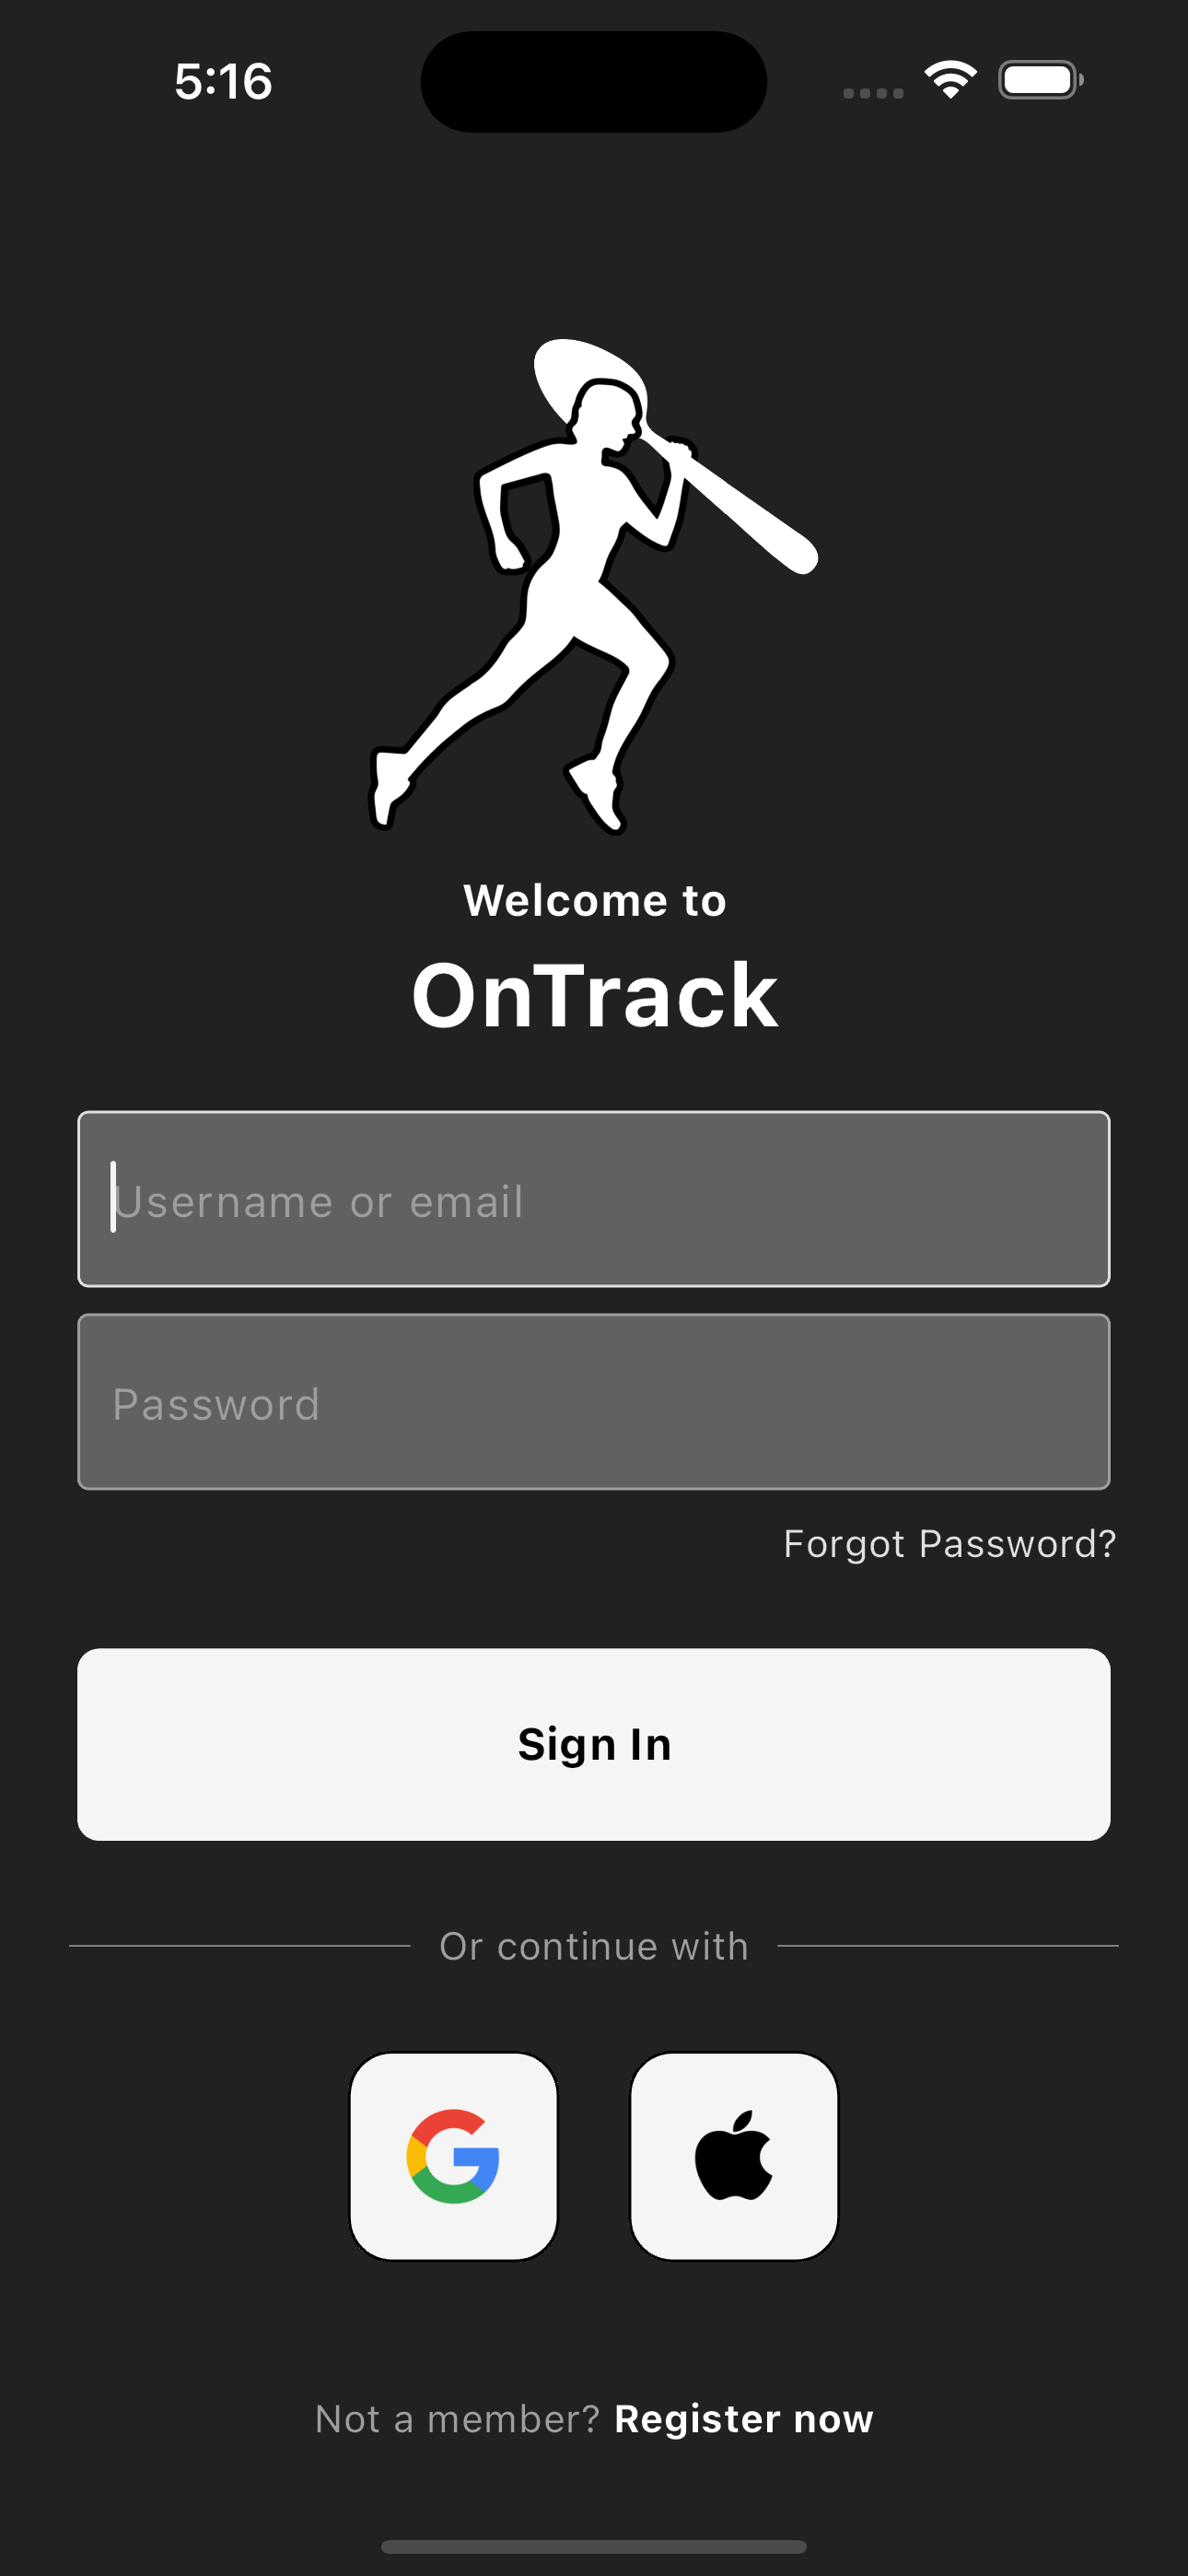 5:16
Welcome to
OnTrack
Username or email
Password
Forgot Password?
Sign In
Or continue with
Not a member? Register now